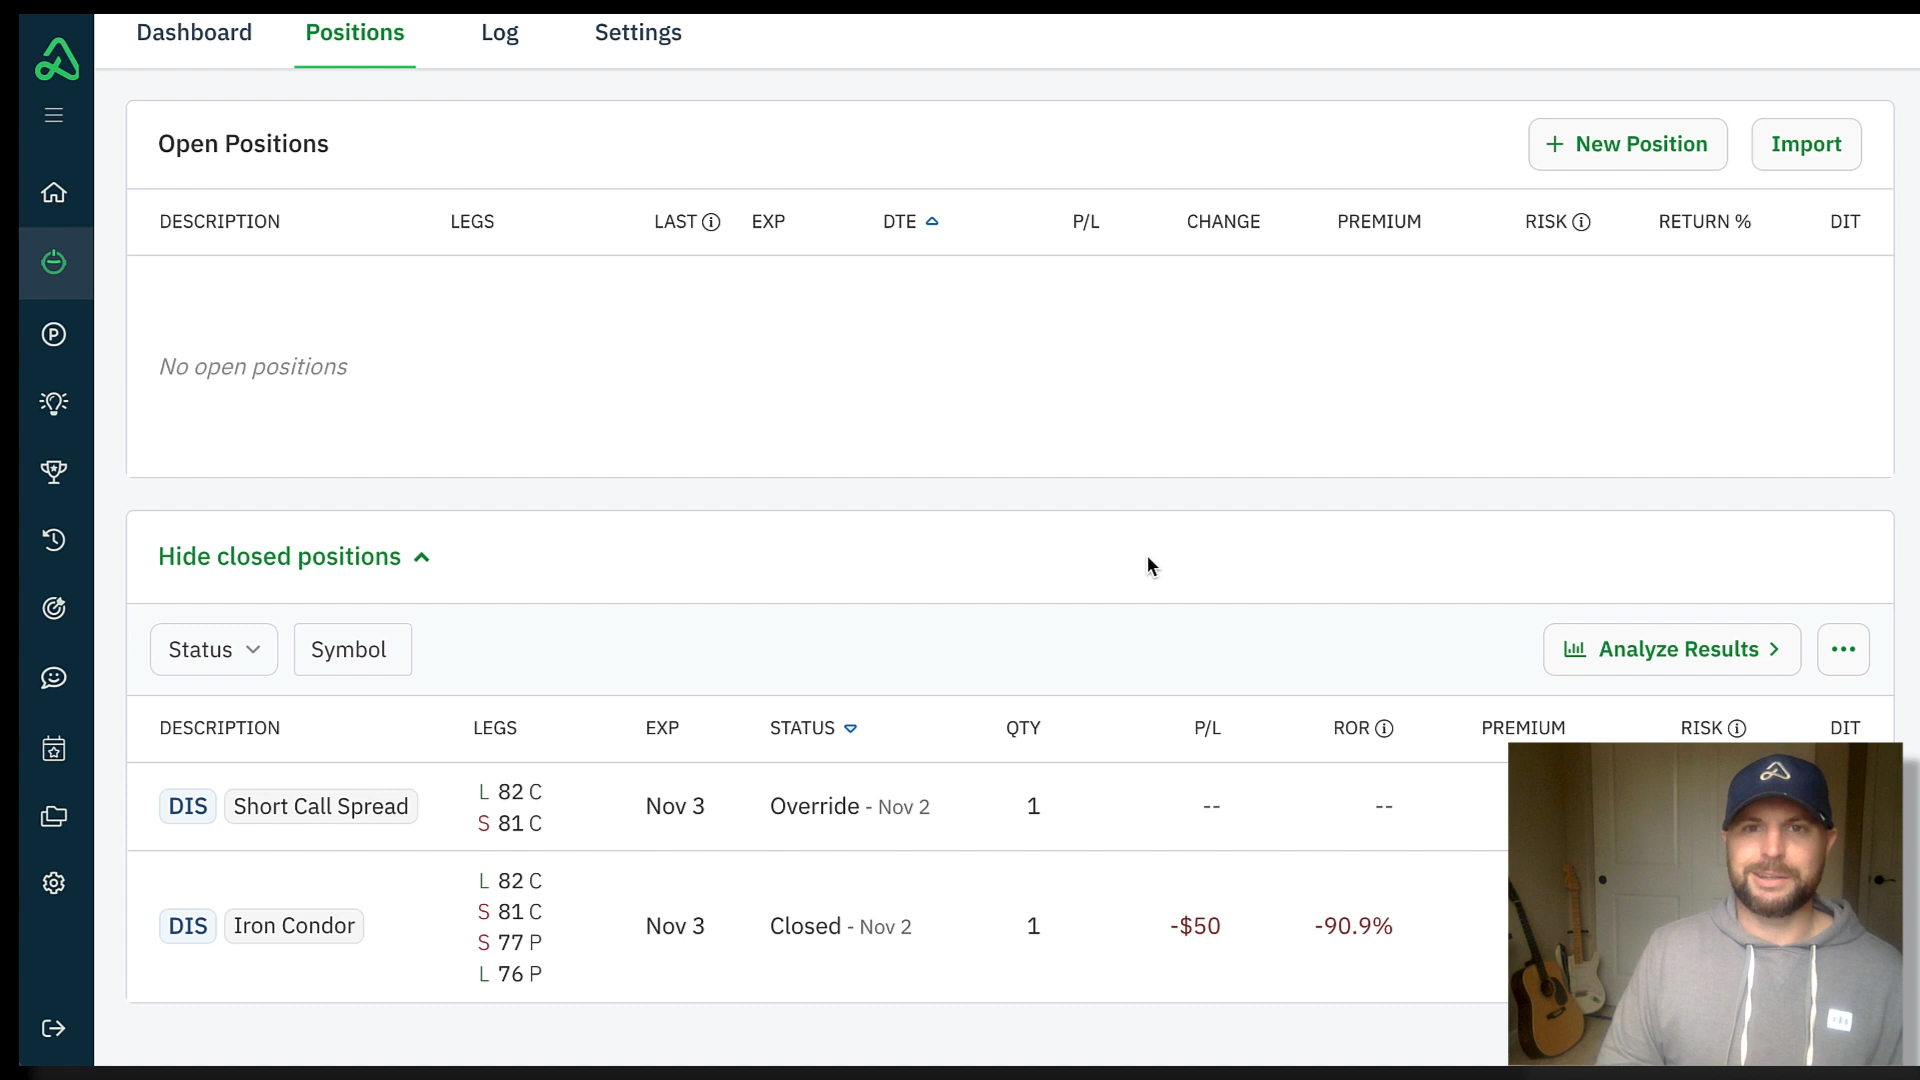 Dashboard Positions Log Settings
Open Positions + New Position Import
DESCRIPTION LEGS LAST EXP DTE P/L CHANGE PREMIUM RISK RETURN % DIT
No open positions
Hide closed positions
Status Symbol Analyze Results ...
DESCRIPTION LEGS EXP STATUS QTY P/L ROR PREMIUM RISK DIT
L 82 C
DIS Short Call Spread Nov 3 Override - Nov 2 1 -- --
S 81 C
L 82 C
S 81 C
DIS Iron Condor Nov 3 Closed - Nov 2 1 -$50 -90.9%
S 77 P
L 76 P